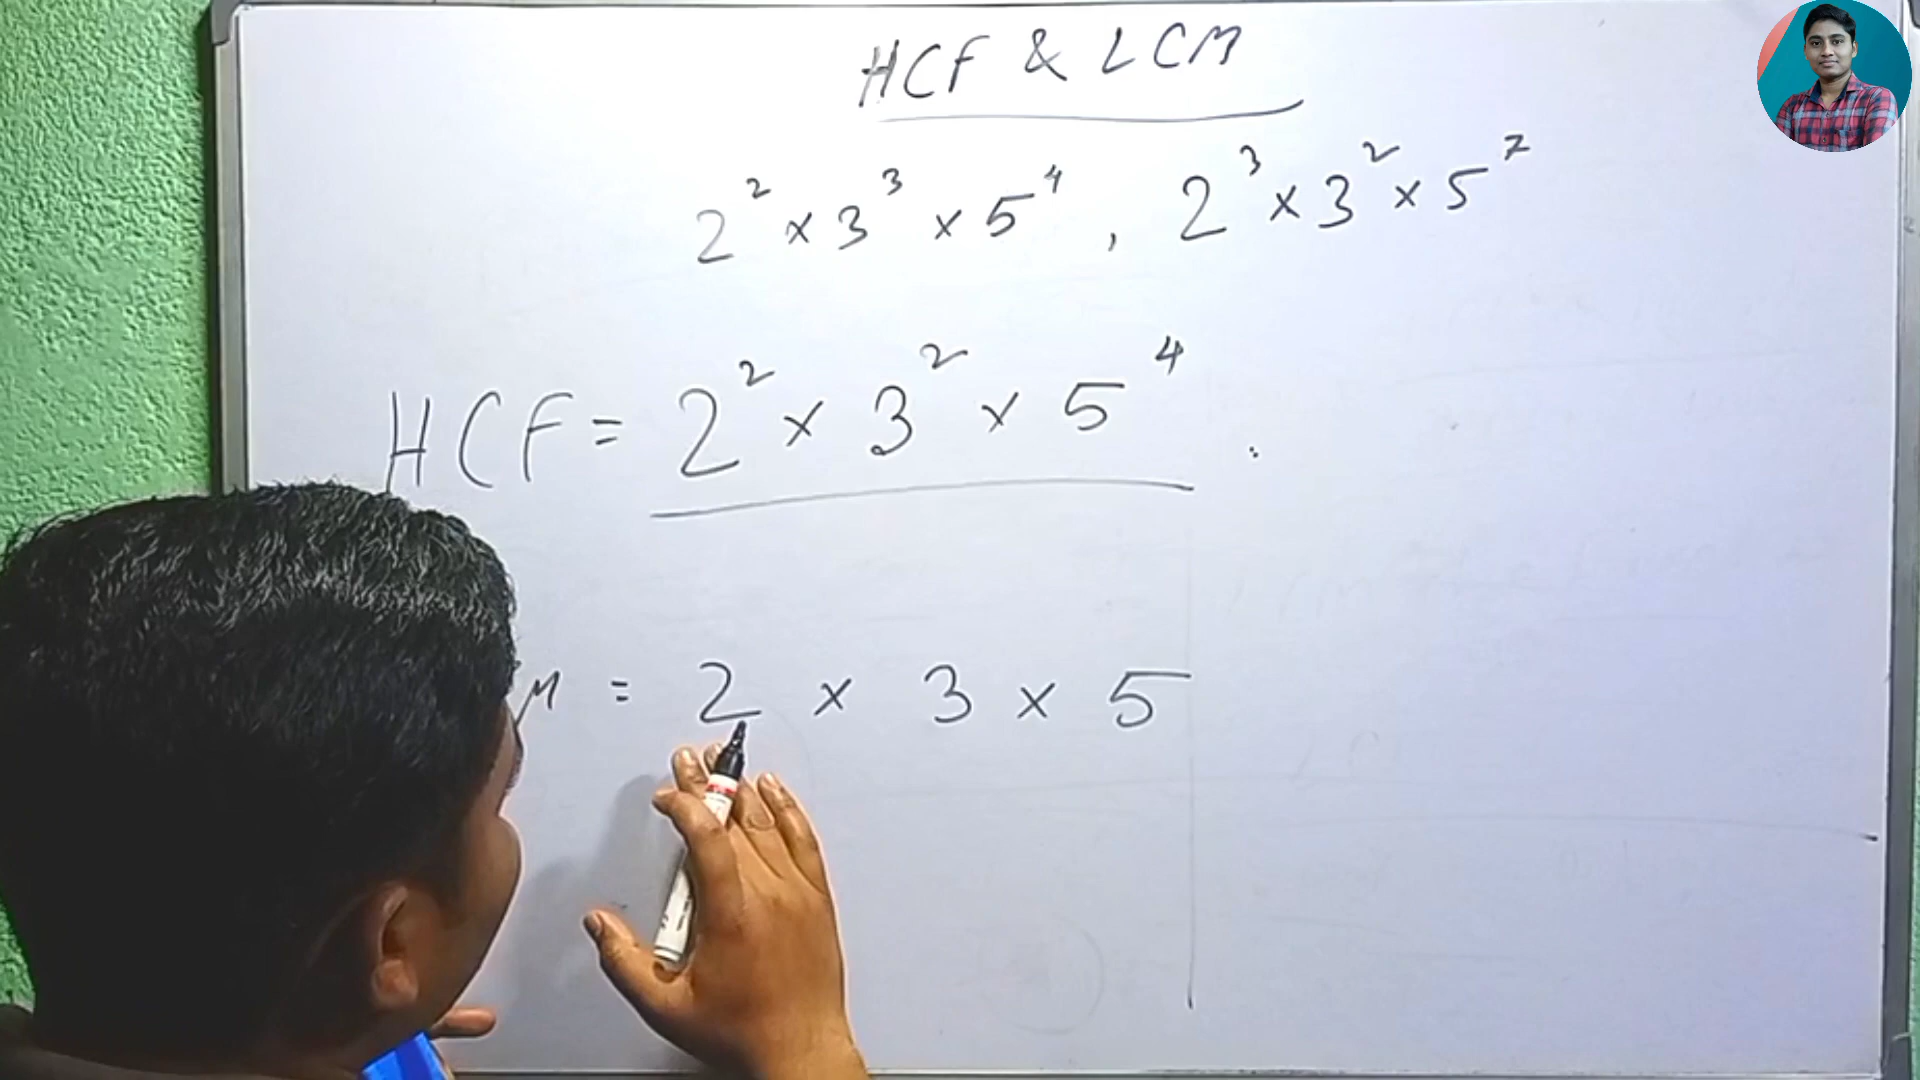 HCF & LCM
2² × 3³ × 5⁴ , 2³ × 3² × 5⁷
HCF = 2² × 3² × 5⁴
M = 2 × 3 × 5